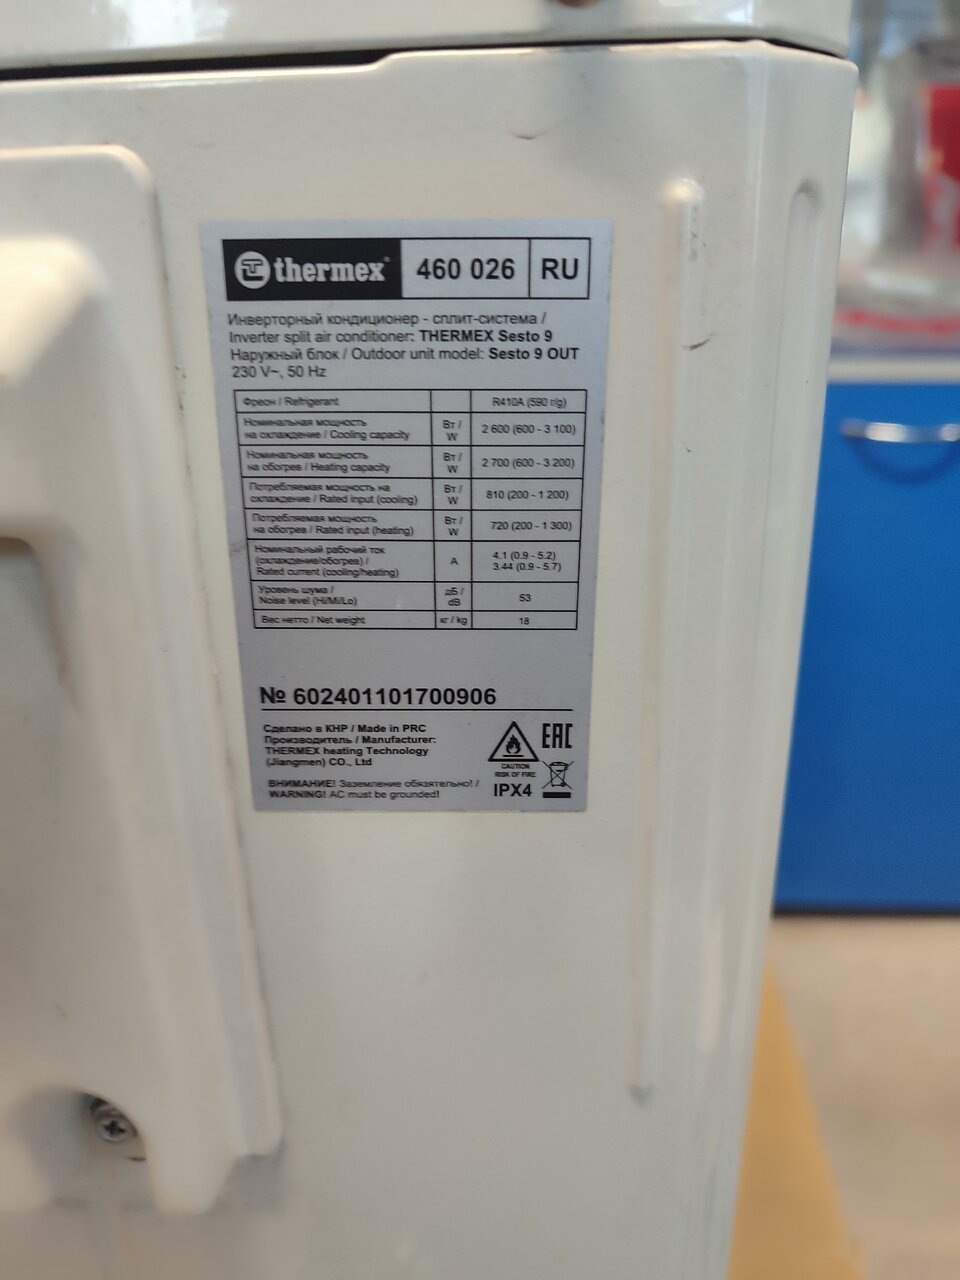 thermex 460 026 RU
Инверторный кондиционер - сплит-система /
Inverter split air conditioner: THERMEX Sesto 9
Наружный блок / Outdoor unit model: Sesto 9 OUT
230 V~, 50 Hz
Фреон / Refrigerant R410A (590 г/g)
Номинальная мощность
на охлаждение / Cooling capacity Вт / W 2 600 (600 - 3 100)
Номинальная мощность
на обогрев / Heating capacity Вт / W 2 700 (600 - 3 200)
Потребляемая мощность на
охлаждение / Rated input (cooling) Вт / W 810 (200 - 1 200)
Потребляемая мощность
на обогрев / Rated input (heating) Вт / W 720 (200 - 1 300)
Номинальный рабочий ток
(охлаждение/обогрев) /
Rated current (cooling/heating) A 4.1 (0.9 - 5.2)
3.44 (0.9 - 5.7)
Уровень шума /
Noise level (Hi/Mi/Lo) дБ / dB 53
Вес нетто / Net weight кг / kg 18
№ 602401101700906
Сделано в КНР / Made in PRC
Производитель / Manufacturer:
THERMEX heating Technology
(Jiangmen) CO., Ltd
ВНИМАНИЕ! Заземление обязательно! /
WARNING! AC must be grounded!
CAUTION
RISK OF FIRE
EAC
IPX4